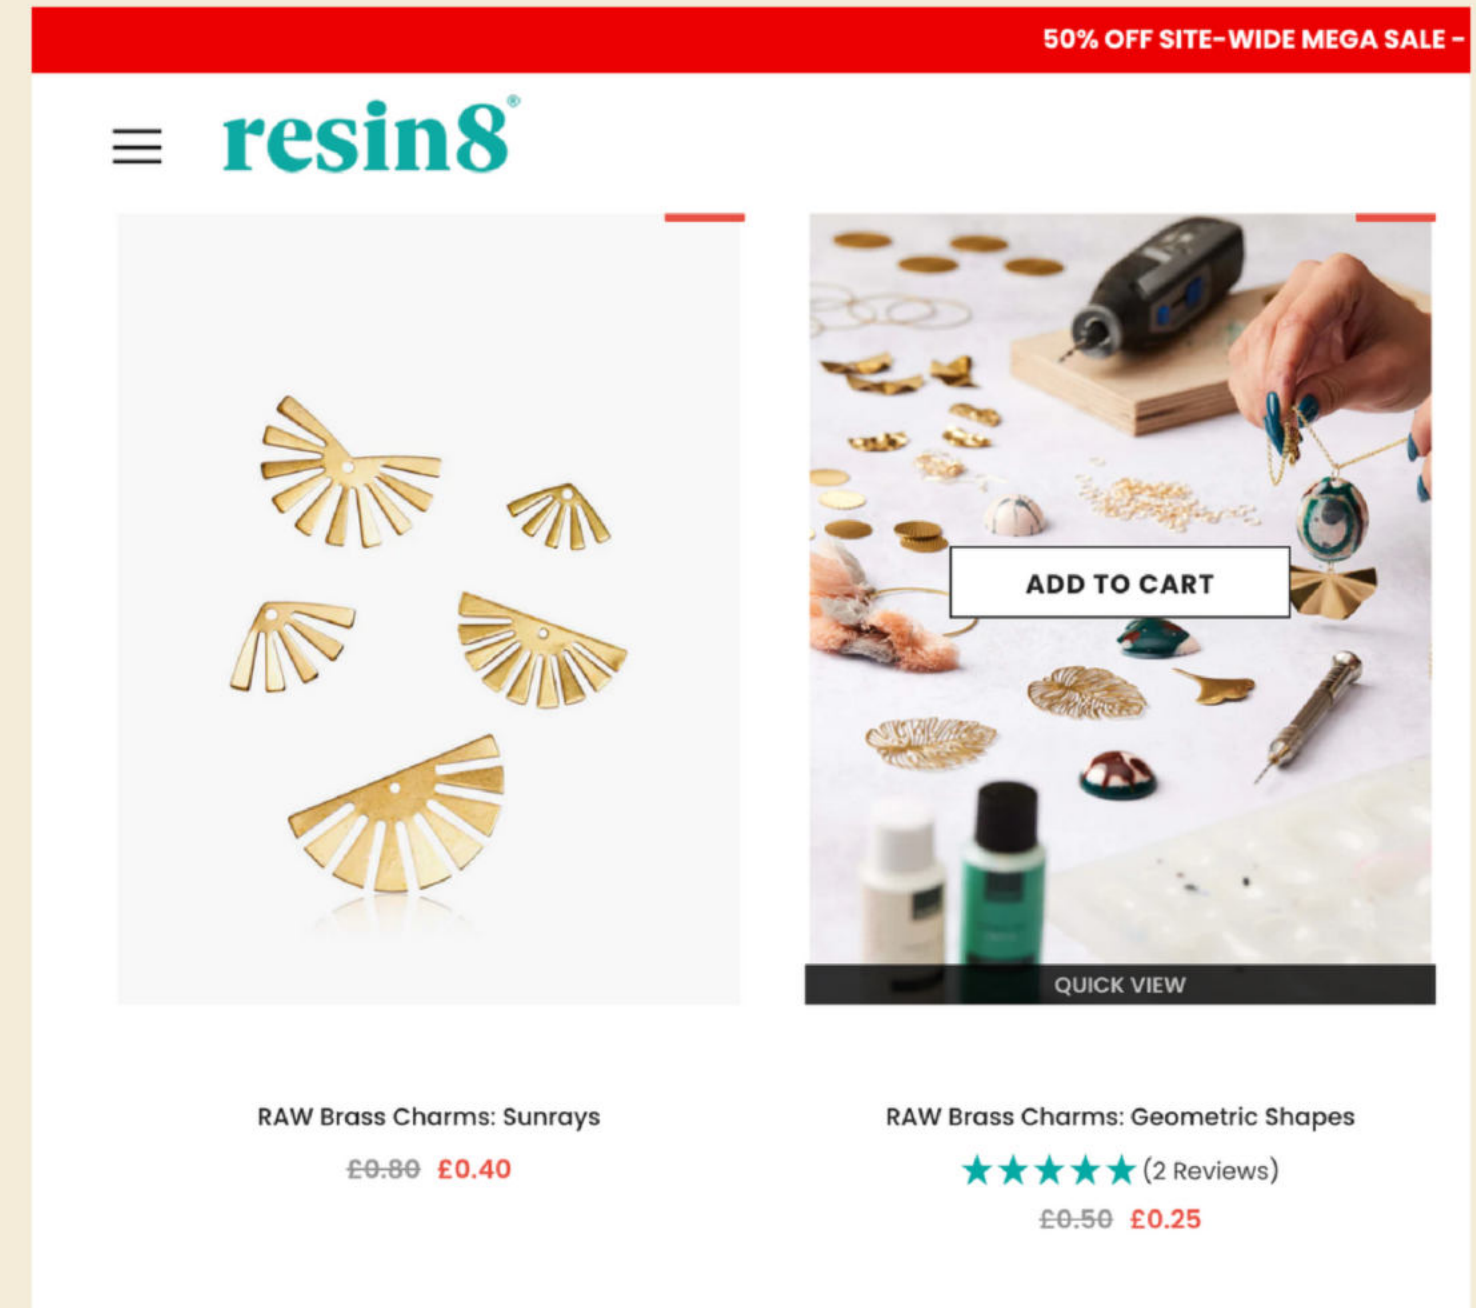 50% OFF SITE-WIDE MEGA SALE -
resin8®
ADD TO CART
QUICK VIEW
RAW Brass Charms: Sunrays
£0.80 £0.40
RAW Brass Charms: Geometric Shapes
(2 Reviews)
£0.50 £0.25